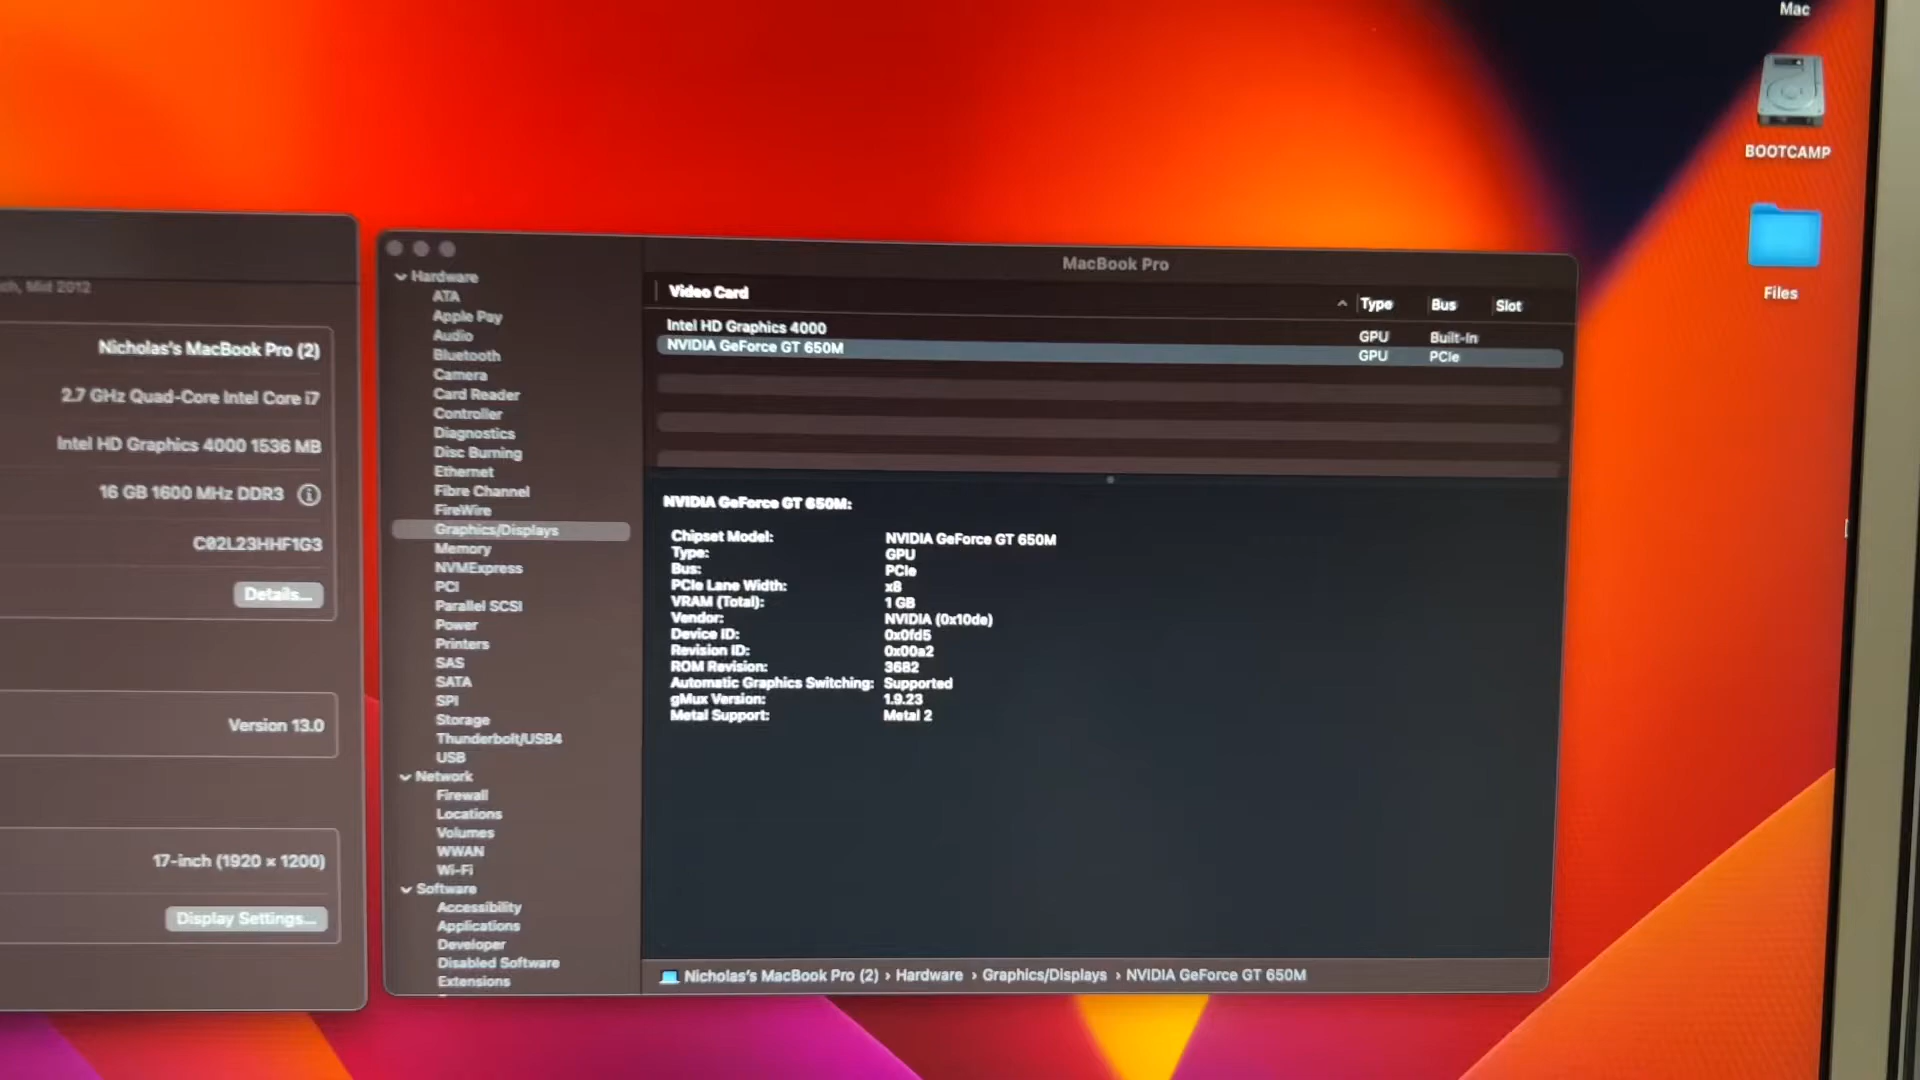 Mac
BOOTCAMP
Files
Mid 2012
Nicholas's MacBook Pro (2)
2.7 GHz Quad-Core Intel Core i7
Intel HD Graphics 4000 1536 MB
16 GB 1600 MHz DDR3
C02L23HHF1G3
Details...
Version 13.0
17-inch (1920 × 1200)
Display Settings...
MacBook Pro
Hardware
ATA
Apple Pay
Audio
Bluetooth
Camera
Card Reader
Controller
Diagnostics
Disc Burning
Ethernet
Fibre Channel
FireWire
Graphics/Displays
Memory
NVMExpress
PCI
Parallel SCSI
Power
Printers
SAS
SATA
SPI
Storage
Thunderbolt/USB4
USB
Network
Firewall
Locations
Volumes
WWAN
Wi-Fi
Software
Accessibility
Applications
Developer
Disabled Software
Extensions
Video Card Type Bus Slot
Intel HD Graphics 4000 GPU Built-In
NVIDIA GeForce GT 650M GPU PCIe
NVIDIA GeForce GT 650M:
Chipset Model: NVIDIA GeForce GT 650M
Type: GPU
Bus: PCIe
PCIe Lane Width: x8
VRAM (Total): 1 GB
Vendor: NVIDIA (0x10de)
Device ID: 0x0fd5
Revision ID: 0x00a2
ROM Revision: 3682
Automatic Graphics Switching: Supported
gMux Version: 1.9.23
Metal Support: Metal 2
Nicholas's MacBook Pro (2) › Hardware › Graphics/Displays › NVIDIA GeForce GT 650M